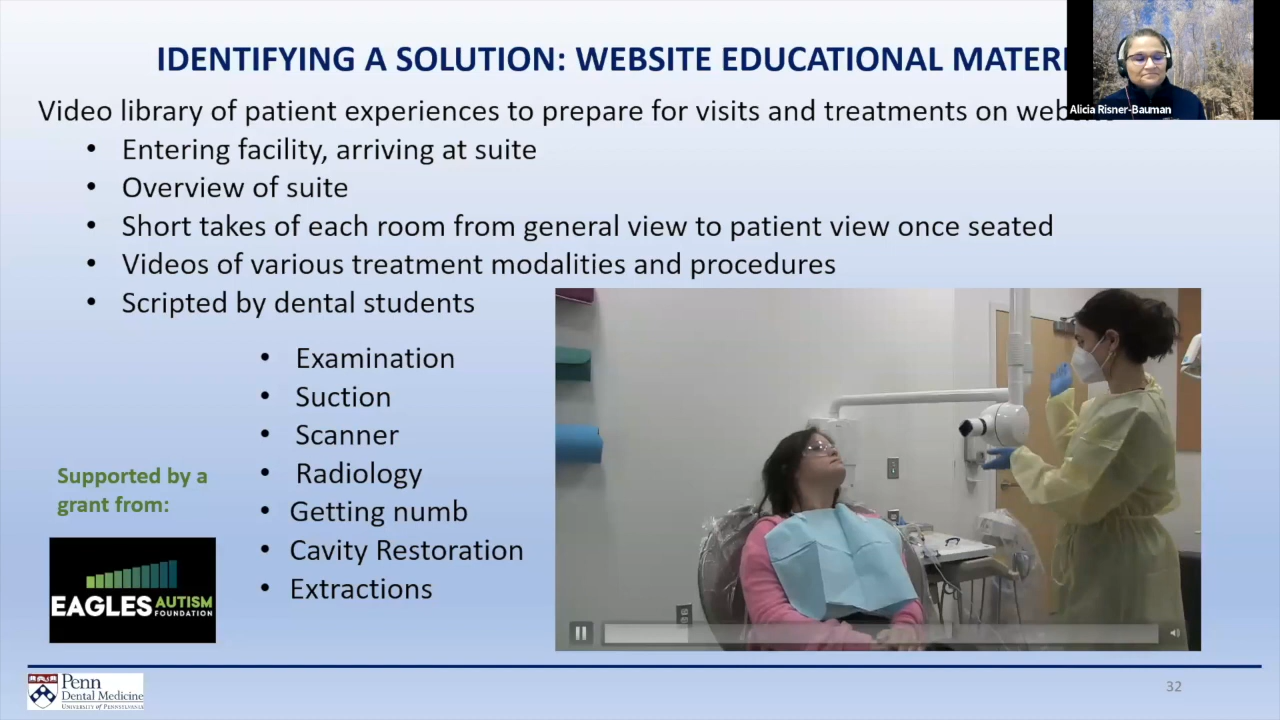 IDENTIFYING A SOLUTION: WEBSITE EDUCATIONAL MATER
Alicia Risner-Bauman
Video library of patient experiences to prepare for visits and treatments on
• Entering facility, arriving at suite
• Overview of suite
• Short takes of each room from general view to patient view once seated
• Videos of various treatment modalities and procedures
• Scripted by dental students
• Examination
• Suction
• Scanner
• Radiology
• Getting numb
• Cavity Restoration
• Extractions
Supported by a
grant from:
EAGLES AUTISM
FOUNDATION
Penn
Dental Medicine
UNIVERSITY of PENNSYLVANIA
32